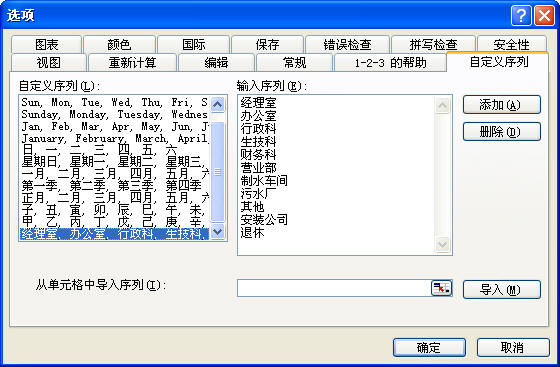 选项
图表 颜色 国际 保存 错误检查 拼写检查 安全性
视图 重新计算 编辑 常规 1-2-3 的帮助 自定义序列
自定义序列(L):
Sun, Mon, Tue, Wed, Thu, Fri, S
Sunday, Monday, Tuesday, Wednes
Jan, Feb, Mar, Apr, May, Jun, J
January, February, March, April
日, 一, 二, 三, 四, 五, 六
星期日, 星期一, 星期二, 星期三,
一月, 二月, 三月, 四月, 五月, 六
第一季, 第二季, 第三季, 第四季
正月, 二月, 三月, 四月, 五月, 六
子, 丑, 寅, 卯, 辰, 巳, 午, 未,
甲, 乙, 丙, 丁, 戊, 己, 庚, 辛,
经理室, 办公室, 行政科, 生技科,
输入序列(E):
经理室
办公室
行政科
生技科
财务科
营业部
制水车间
污水厂
其他
安装公司
退休
添加(A)
删除(D)
从单元格中导入序列(I):
导入(M)
确定 取消